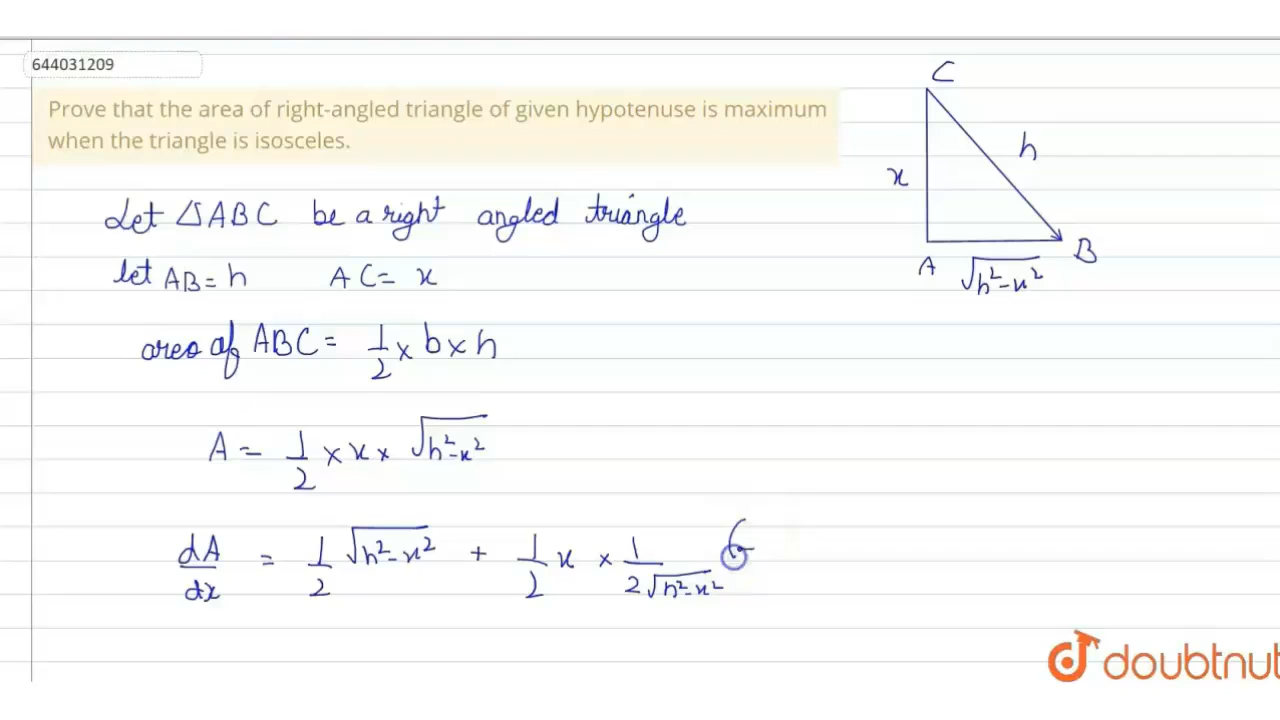 644031209
Prove that the area of right-angled triangle of given hypotenuse is maximum
when the triangle is isosceles.
Let △ABC be a right angled triangle
let AB = h AC = x
area of ABC = 1/2 × b × h
A = 1/2 × x × √(h²-x²)
dA/dx = 1/2 √(h²-x²) + 1/2 x × 1/2√(h²-x²) (-
C
x
h
A
B
√(h²-x²)
doubtnut